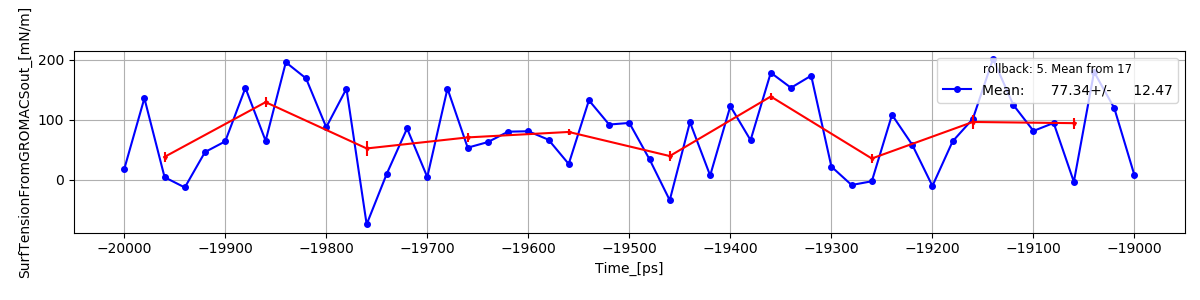 SurfTensionFromGROMACSout_[mN/m]
200
100
0
rollback: 5. Mean from 17
Mean: 77.34+/- 12.47
−20000 −19900 −19800 −19700 −19600 −19500 −19400 −19300 −19200 −19100 −19000
Time_[ps]